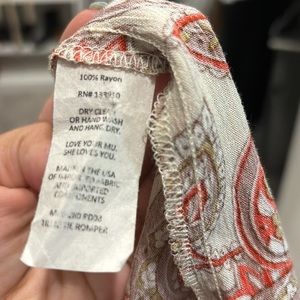 100% Rayon
RN# 133910
DRY CLEAN
OR HAND WASH
AND HANG DRY.
LOVE YOUR MU.
SHE LOVES YOU.
MADE IN THE USA
OF IMPORTED FABRIC
AND ASSORTED
COMPONENTS
ROMPER